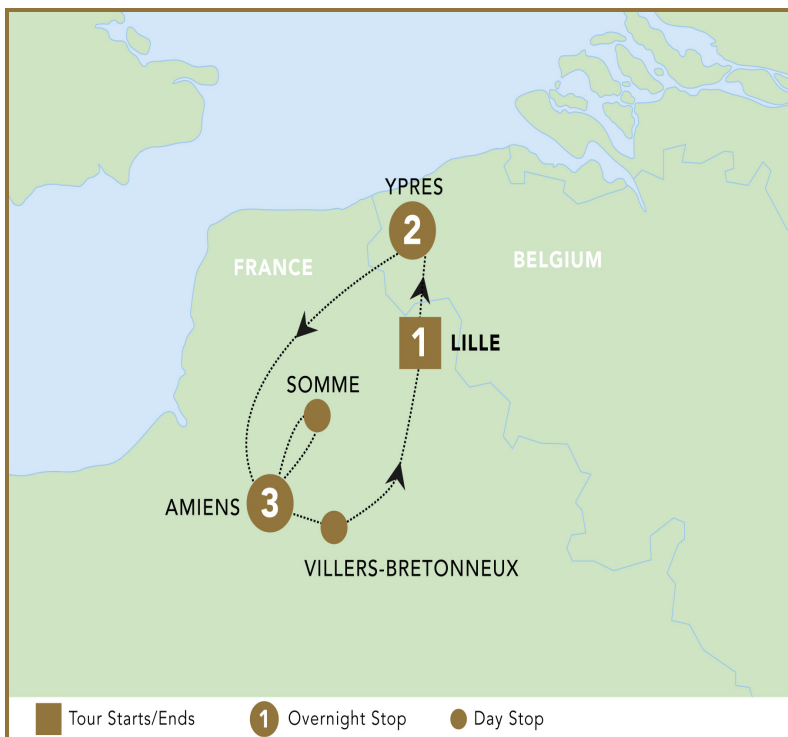 YPRES
2
FRANCE
BELGIUM
1
LILLE
SOMME
AMIENS
3
VILLERS-BRETONNEUX
Tour Starts/Ends
1
Overnight Stop
Day Stop